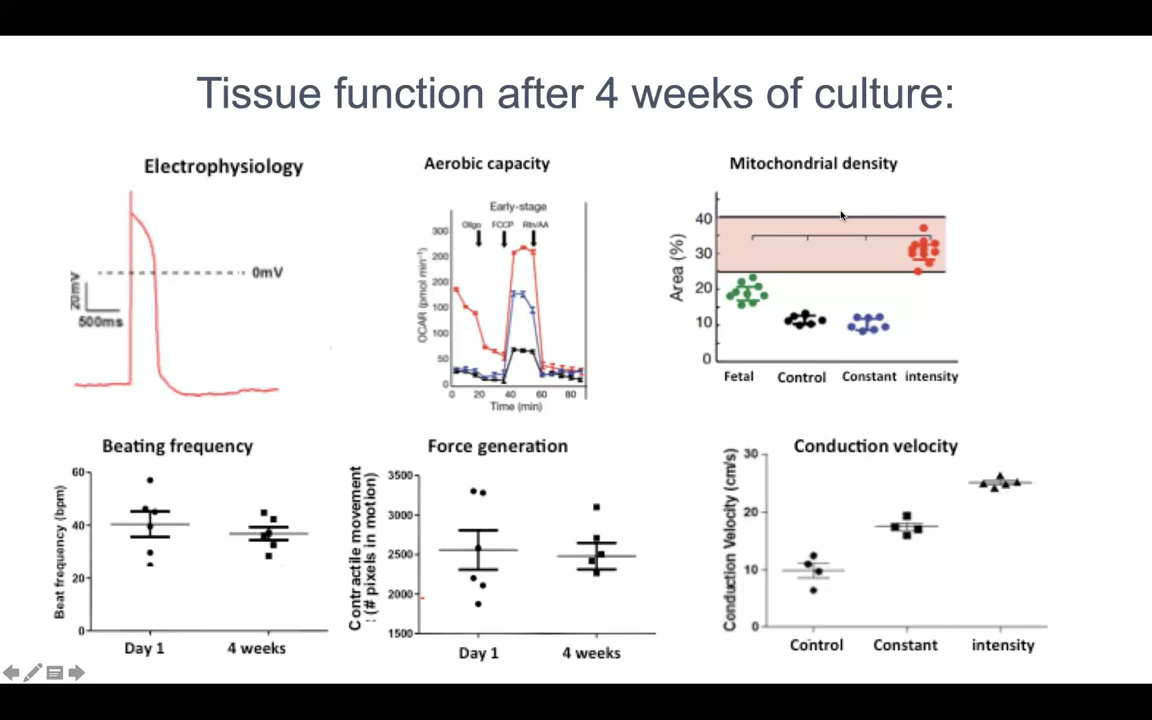 Tissue function after 4 weeks of culture:
Electrophysiology
0mV
20mV
500ms
Aerobic capacity
Early-stage
Oligo FCCP Rtn/AA
OCAR (pmol min⁻¹)
300
250
200
150
100
50
0
0 20 40 60 80
Time (min)
Mitochondrial density
Area (%)
40
30
20
10
0
Fetal Control Constant intensity
Beating frequency
Beat frequency (bpm)
60
40
20
0
Day 1 4 weeks
Force generation
Contractile movement
(# pixels in motion)
3500
3000
2500
2000
1500
Day 1 4 weeks
Conduction velocity
Conduction Velocity (cm/s)
30
20
10
0
Control Constant intensity